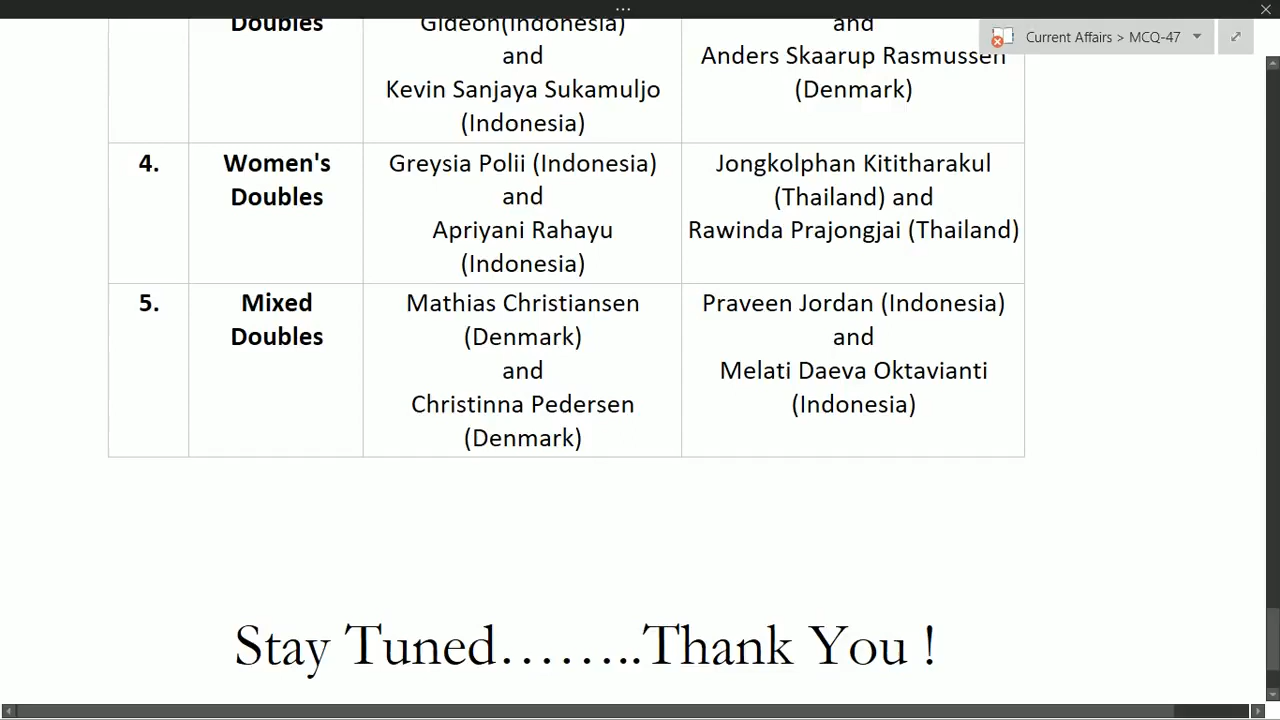 ...
Current Affairs > MCQ-47
Doubles
Gideon(Indonesia)
and
Kevin Sanjaya Sukamuljo
(Indonesia)
and
Anders Skaarup Rasmussen
(Denmark)
4.
Women's
Doubles
Greysia Polii (Indonesia)
and
Apriyani Rahayu
(Indonesia)
Jongkolphan Kititharakul
(Thailand) and
Rawinda Prajongjai (Thailand)
5.
Mixed
Doubles
Mathias Christiansen
(Denmark)
and
Christinna Pedersen
(Denmark)
Praveen Jordan (Indonesia)
and
Melati Daeva Oktavianti
(Indonesia)
Stay Tuned……..Thank You !